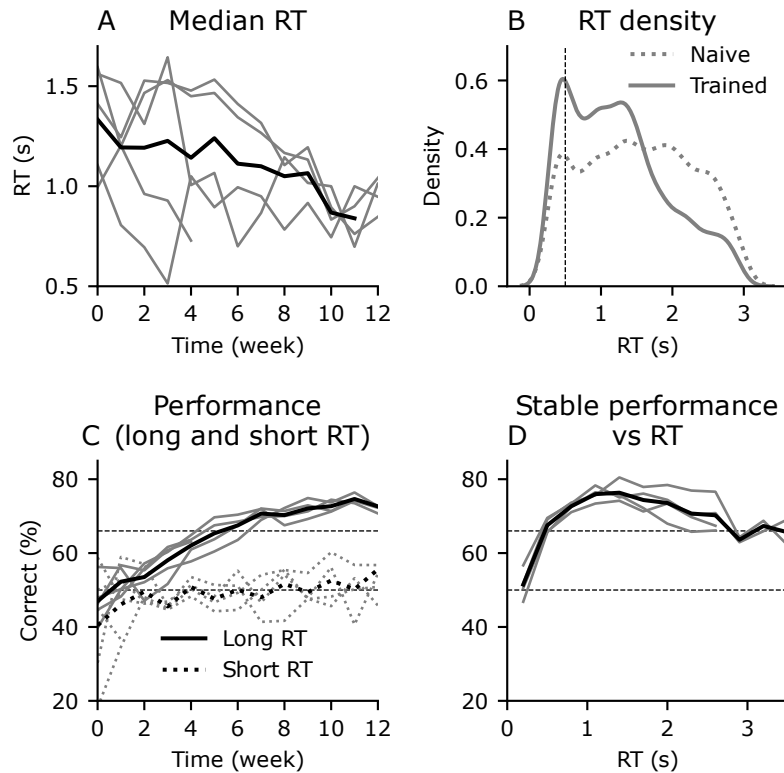 A Median RT
RT (s)
1.5
1.0
0.5
0 2 4 6 8 10 12
Time (week)
B RT density
Naive
Trained
Density
0.6
0.4
0.2
0.0
0 1 2 3
RT (s)
Performance
C (long and short RT)
Correct (%)
80
60
40
20
Long RT
Short RT
0 2 4 6 8 10 12
Time (week)
Stable performance
D vs RT
80
60
40
20
0 1 2 3
RT (s)